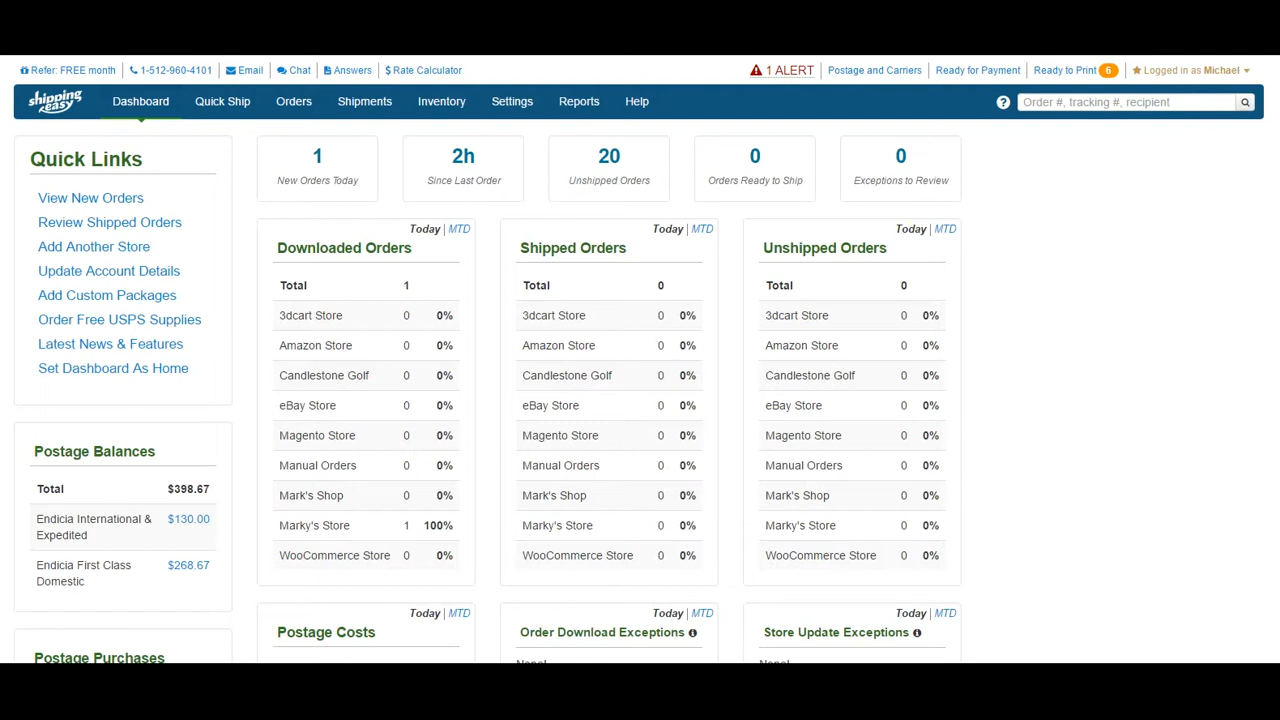 Refer: FREE month | 1-512-960-4101 | Email | Chat | Answers | $ Rate Calculator
1 ALERT | Postage and Carriers | Ready for Payment | Ready to Print 6 | Logged in as Michael
shipping easy
Dashboard Quick Ship Orders Shipments Inventory Settings Reports Help
? Order #, tracking #, recipient
Quick Links
View New Orders
Review Shipped Orders
Add Another Store
Update Account Details
Add Custom Packages
Order Free USPS Supplies
Latest News & Features
Set Dashboard As Home
Postage Balances
Total $398.67
Endicia International & $130.00
Expedited
Endicia First Class $268.67
Domestic
Postage Purchases
1
New Orders Today
2h
Since Last Order
20
Unshipped Orders
0
Orders Ready to Ship
0
Exceptions to Review
Today | MTD
Downloaded Orders
Total 1
3dcart Store 0 0%
Amazon Store 0 0%
Candlestone Golf 0 0%
eBay Store 0 0%
Magento Store 0 0%
Manual Orders 0 0%
Mark's Shop 0 0%
Marky's Store 1 100%
WooCommerce Store 0 0%
Today | MTD
Shipped Orders
Total 0
3dcart Store 0 0%
Amazon Store 0 0%
Candlestone Golf 0 0%
eBay Store 0 0%
Magento Store 0 0%
Manual Orders 0 0%
Mark's Shop 0 0%
Marky's Store 0 0%
WooCommerce Store 0 0%
Today | MTD
Unshipped Orders
Total 0
3dcart Store 0 0%
Amazon Store 0 0%
Candlestone Golf 0 0%
eBay Store 0 0%
Magento Store 0 0%
Manual Orders 0 0%
Mark's Shop 0 0%
Marky's Store 0 0%
WooCommerce Store 0 0%
Today | MTD
Postage Costs
Today | MTD
Order Download Exceptions
Today | MTD
Store Update Exceptions